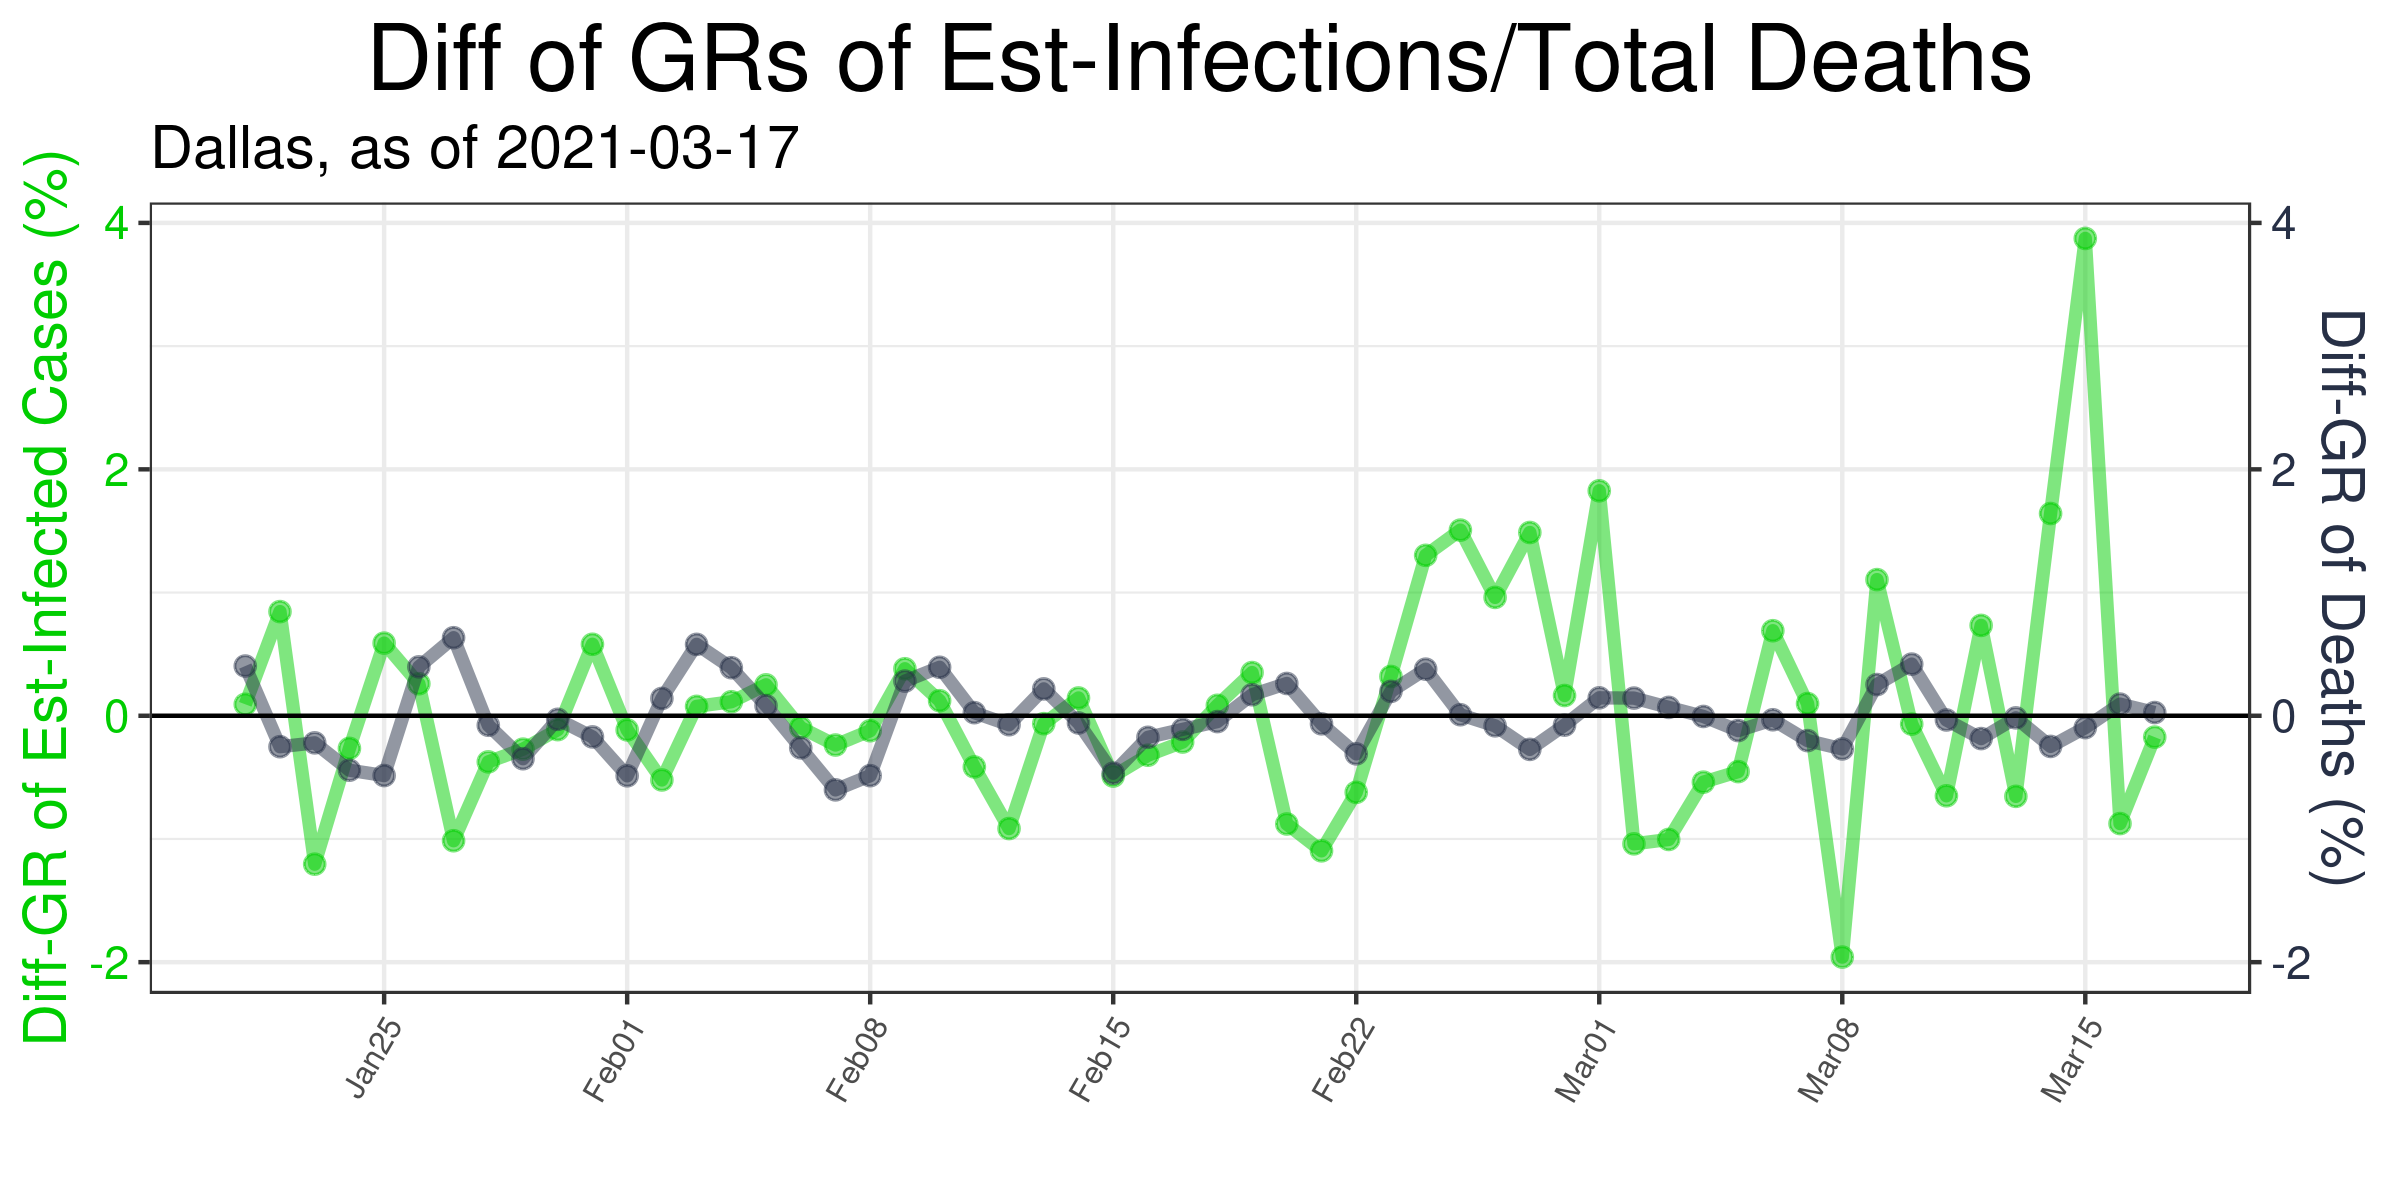 Diff of GRs of Est-Infections/Total Deaths
Dallas, as of 2021-03-17
Diff-GR of Est-Infected Cases (%)
4
2
0
-2
4
2
0
-2
Diff-GR of Deaths (%)
Jan25
Feb01
Feb08
Feb15
Feb22
Mar01
Mar08
Mar15